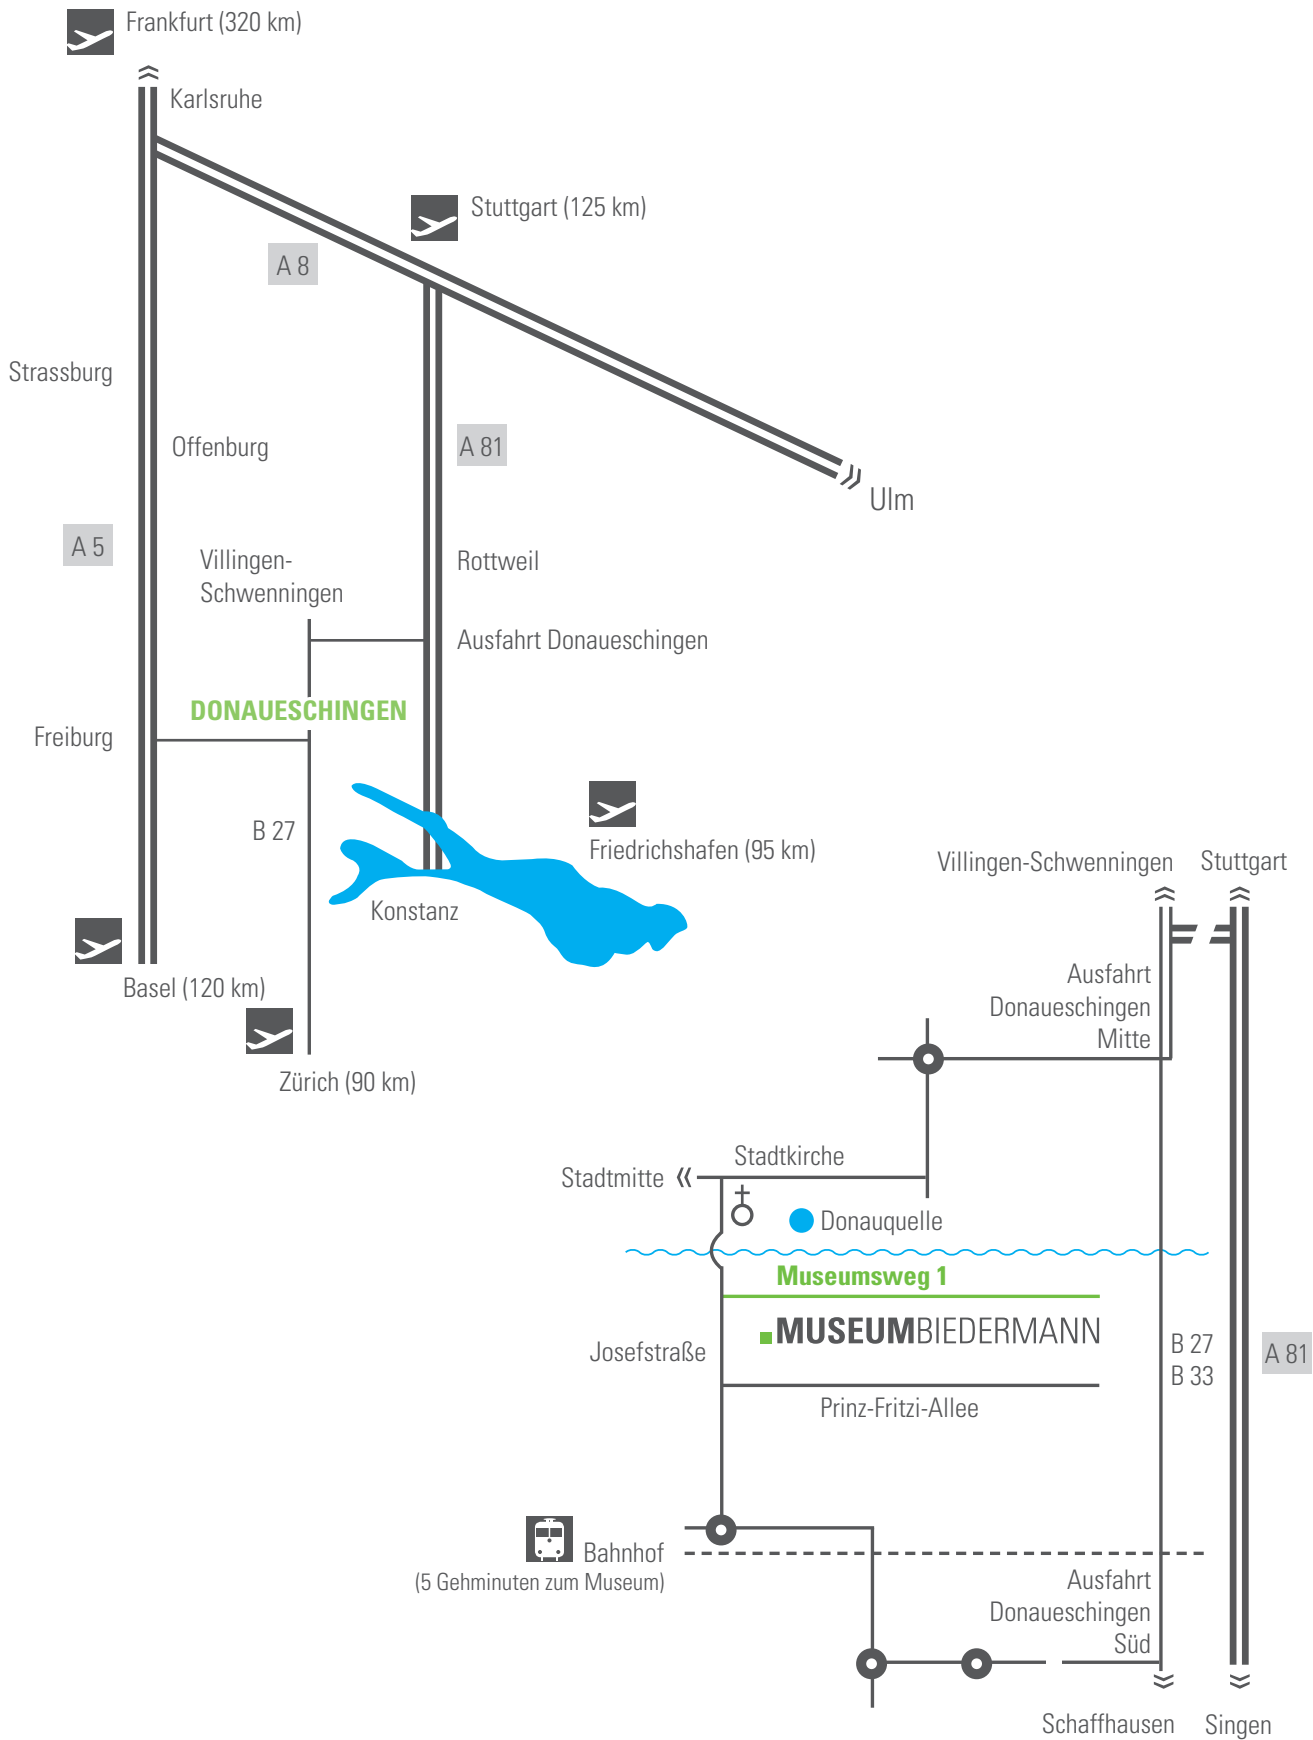 Frankfurt (320 km)
Karlsruhe
Stuttgart (125 km)
A 8
Strassburg
Offenburg
A 81
Ulm
A 5
Villingen-
Schwenningen
Rottweil
Ausfahrt Donaueschingen
DONAUESCHINGEN
Freiburg
B 27
Friedrichshafen (95 km)
Konstanz
Basel (120 km)
Zürich (90 km)
Villingen-Schwenningen
Stuttgart
Ausfahrt
Donaueschingen
Mitte
Stadtkirche
Stadtmitte
Donauquelle
Museumsweg 1
MUSEUMBIEDERMANN
Josefstraße
B 27
B 33
A 81
Prinz-Fritzi-Allee
Bahnhof
(5 Gehminuten zum Museum)
Ausfahrt
Donaueschingen
Süd
Schaffhausen
Singen